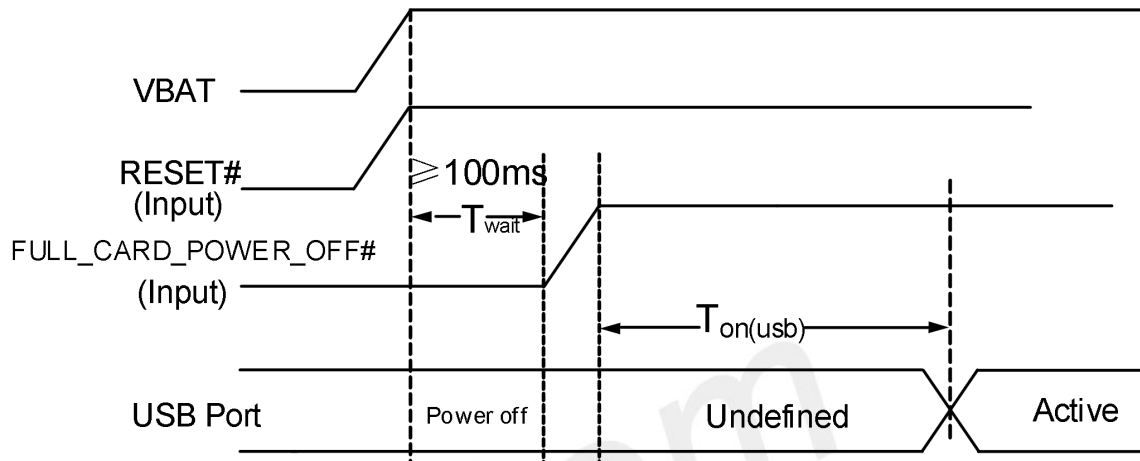 VBAT
RESET#
(Input)
≥100ms
Twait
FULL_CARD_POWER_OFF#
(Input)
Ton(usb)
USB Port
Power off
Undefined
Active